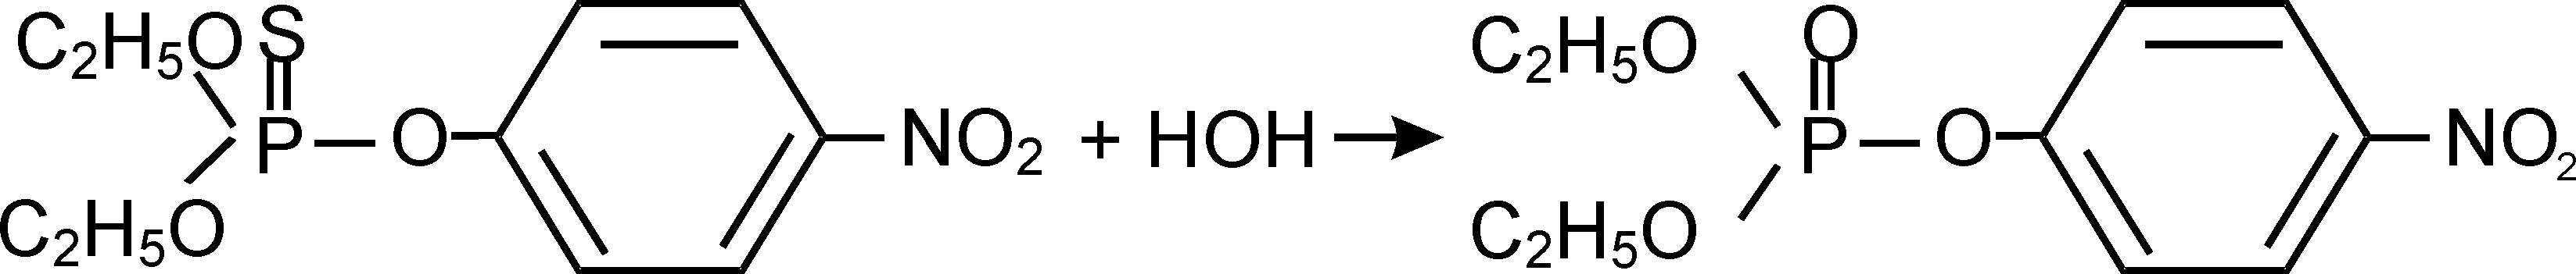 C₂H₅O S C₂H₅O O
P O NO₂ + HOH P O NO₂
C₂H₅O C₂H₅O